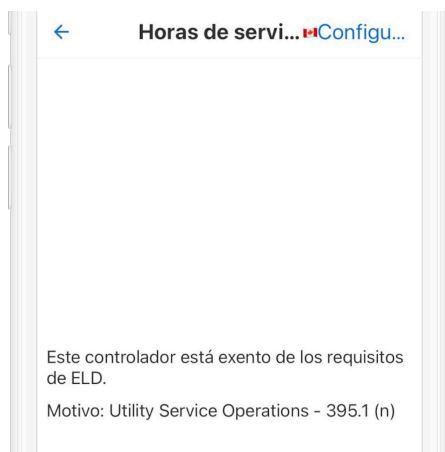 ← Horas de servi... 🇨🇦Configu...
Este controlador está exento de los requisitos
de ELD.
Motivo: Utility Service Operations - 395.1 (n)